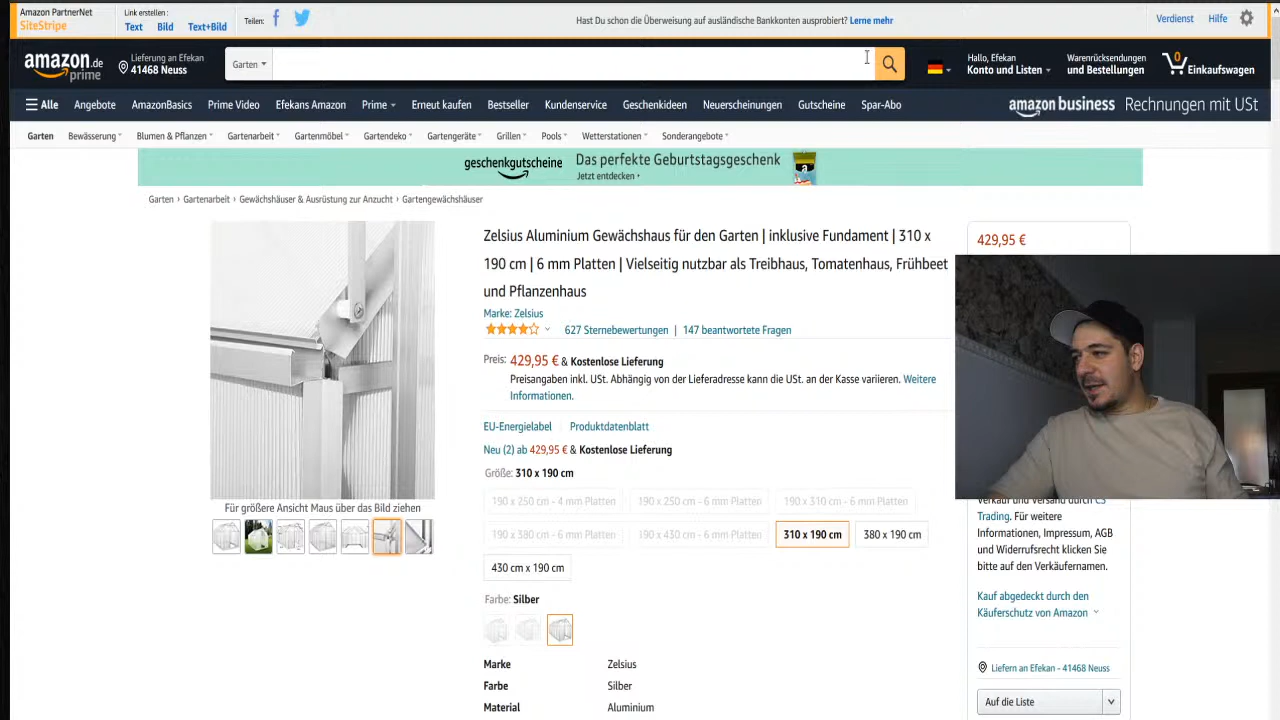 Amazon PartnerNet
SiteStripe
Link erstellen:
Text Bild Text+Bild
Teilen:
Hast Du schon die Überweisung auf ausländische Bankkonten ausprobiert? Lerne mehr
Verdienst Hilfe
amazon.de
prime
Lieferung an Efekan
41468 Neuss
Garten
Hallo, Efekan
Konto und Listen
Warenrücksendungen
und Bestellungen
0
Einkaufswagen
Alle Angebote AmazonBasics Prime Video Efekans Amazon Prime Erneut kaufen Bestseller Kundenservice Geschenkideen Neuerscheinungen Gutscheine Spar-Abo
amazon business Rechnungen mit USt
Garten Bewässerung Blumen & Pflanzen Gartenarbeit Gartenmöbel Gartendeko Gartengeräte Grillen Pools Wetterstationen Sonderangebote
geschenkgutscheine
Das perfekte Geburtstagsgeschenk
Jetzt entdecken ›
Garten › Gartenarbeit › Gewächshäuser & Ausrüstung zur Anzucht › Gartengewächshäuser
Zelsius Aluminium Gewächshaus für den Garten | inklusive Fundament | 310 x
190 cm | 6 mm Platten | Vielseitig nutzbar als Treibhaus, Tomatenhaus, Frühbeet
und Pflanzenhaus
Marke: Zelsius
627 Sternebewertungen | 147 beantwortete Fragen
Preis: 429,95 € & Kostenlose Lieferung
Preisangaben inkl. USt. Abhängig von der Lieferadresse kann die USt. an der Kasse variieren. Weitere
Informationen.
EU-Energielabel Produktdatenblatt
Neu (2) ab 429,95 € & Kostenlose Lieferung
Größe: 310 x 190 cm
190 x 250 cm - 4 mm Platten 190 x 250 cm - 6 mm Platten 190 x 310 cm - 6 mm Platten
190 x 380 cm - 6 mm Platten 190 x 430 cm - 6 mm Platten 310 x 190 cm 380 x 190 cm
430 cm x 190 cm
Farbe: Silber
Marke Zelsius
Farbe Silber
Material Aluminium
Für größere Ansicht Maus über das Bild ziehen
429,95 €
Trading. Für weitere
Informationen, Impressum, AGB
und Widerrufsrecht klicken Sie
bitte auf den Verkäufernamen.
Kauf abgedeckt durch den
Käuferschutz von Amazon
Liefern an Efekan - 41468 Neuss
Auf die Liste